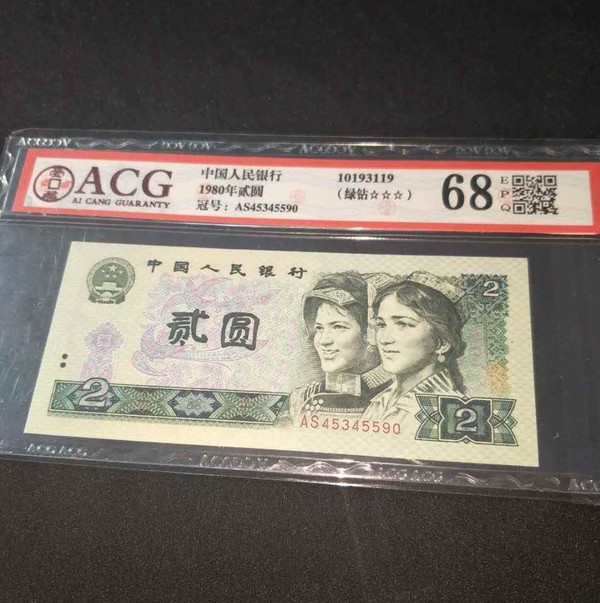 ACG
AI CANG GUARANTY
中国人民银行
1980年贰圆
冠号：AS45345590
10193119
（绿钻☆☆☆）
68
E
P
Q
中国人民银行
贰圆
2
2
2
AS45345590